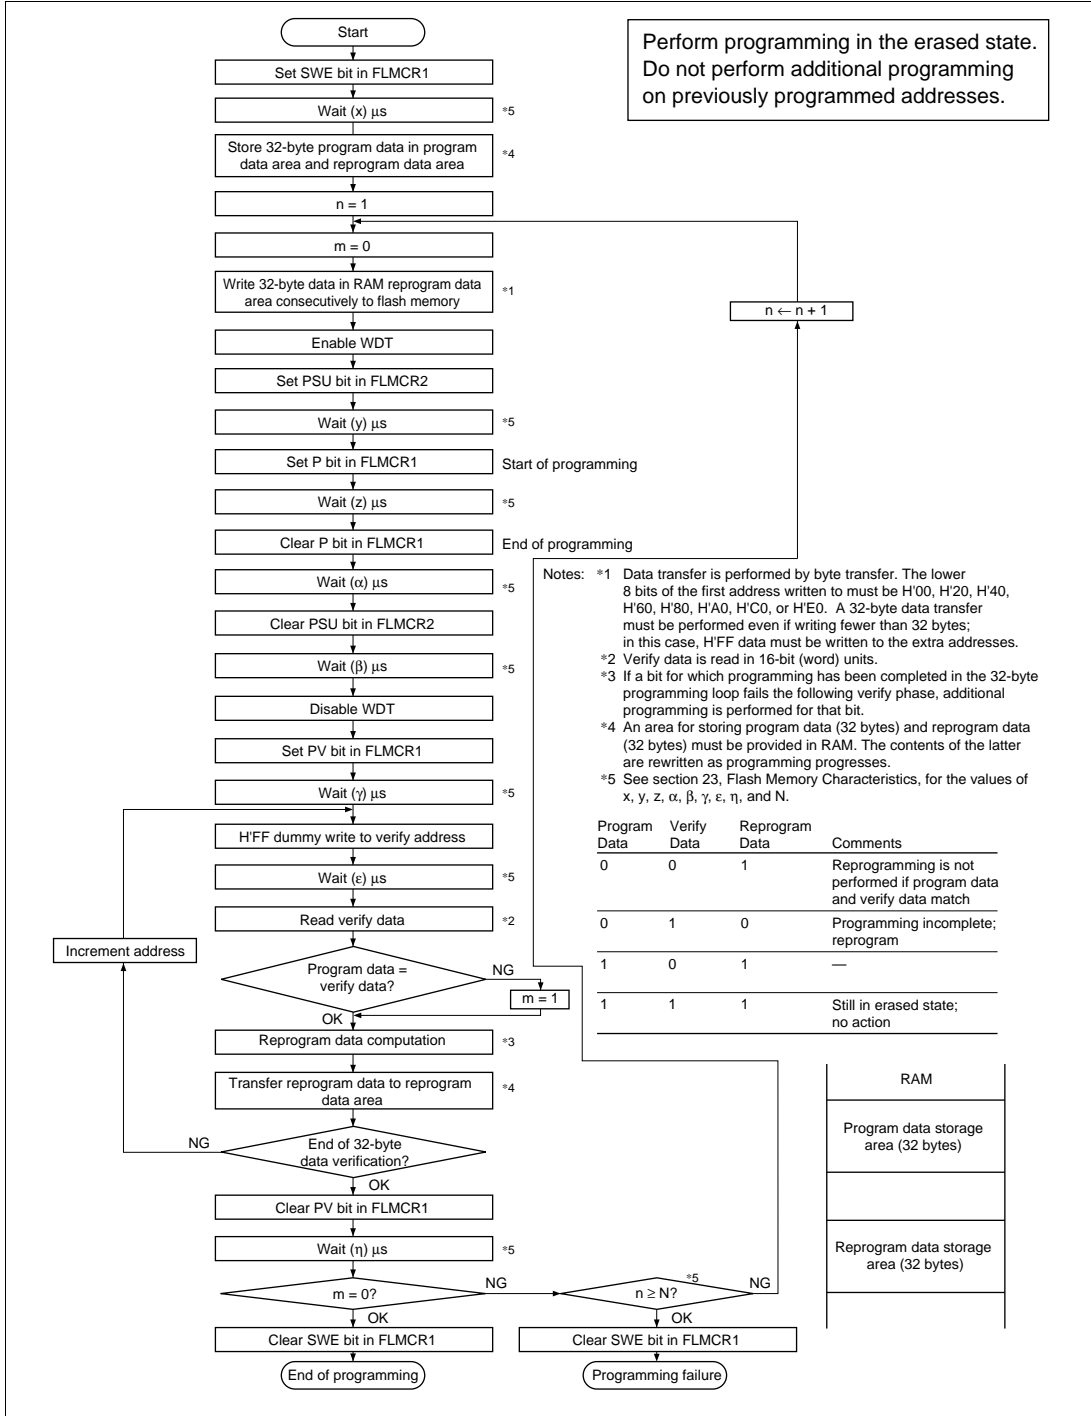 Start
Perform programming in the erased state.
Do not perform additional programming
on previously programmed addresses.
Set SWE bit in FLMCR1
Wait (x) μs
*5
Store 32-byte program data in program
data area and reprogram data area
*4
n = 1
m = 0
Write 32-byte data in RAM reprogram data
area consecutively to flash memory
*1
n ← n + 1
Enable WDT
Set PSU bit in FLMCR2
Wait (y) μs
*5
Set P bit in FLMCR1
Start of programming
Wait (z) μs
*5
Clear P bit in FLMCR1
End of programming
Wait (α) μs
*5
Clear PSU bit in FLMCR2
Wait (β) μs
*5
Disable WDT
Set PV bit in FLMCR1
Wait (γ) μs
*5
H'FF dummy write to verify address
Wait (ε) μs
*5
Read verify data
*2
Increment address
Program data =
verify data?
NG
m = 1
OK
Reprogram data computation
*3
Transfer reprogram data to reprogram
data area
*4
NG
End of 32-byte
data verification?
OK
Clear PV bit in FLMCR1
Wait (η) μs
*5
m = 0?
NG
n ≥ N?
*5
NG
OK
OK
Clear SWE bit in FLMCR1
Clear SWE bit in FLMCR1
End of programming
Programming failure
Notes: *1 Data transfer is performed by byte transfer. The lower
8 bits of the first address written to must be H'00, H'20, H'40,
H'60, H'80, H'A0, H'C0, or H'E0. A 32-byte data transfer
must be performed even if writing fewer than 32 bytes;
in this case, H'FF data must be written to the extra addresses.
*2 Verify data is read in 16-bit (word) units.
*3 If a bit for which programming has been completed in the 32-byte
programming loop fails the following verify phase, additional
programming is performed for that bit.
*4 An area for storing program data (32 bytes) and reprogram data
(32 bytes) must be provided in RAM. The contents of the latter
are rewritten as programming progresses.
*5 See section 23, Flash Memory Characteristics, for the values of
x, y, z, α, β, γ, ε, η, and N.
Program Verify Reprogram
Data Data Data Comments
0 0 1 Reprogramming is not
performed if program data
and verify data match
0 1 0 Programming incomplete;
reprogram
1 0 1 —
1 1 1 Still in erased state;
no action
RAM
Program data storage
area (32 bytes)
Reprogram data storage
area (32 bytes)